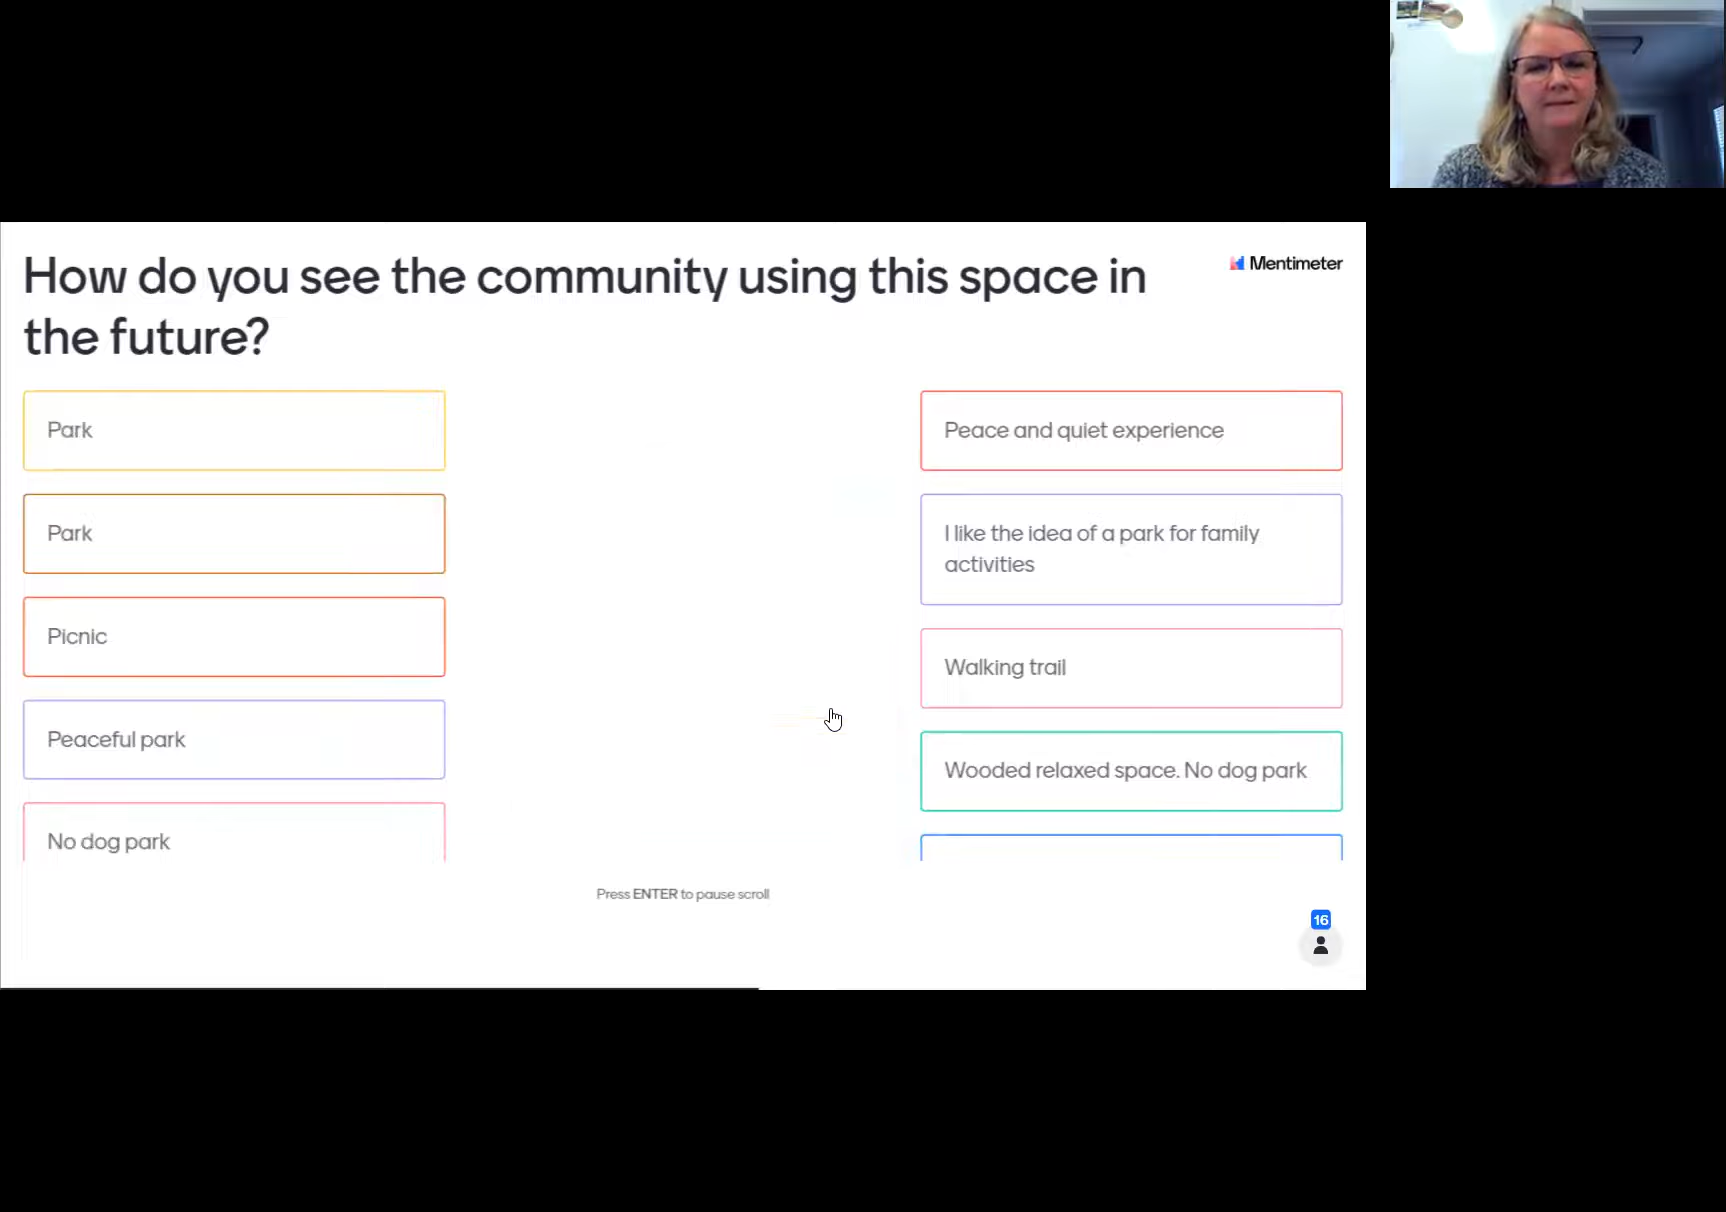 How do you see the community using this space in
the future?
Mentimeter
Park
Park
Picnic
Peaceful park
No dog park
Peace and quiet experience
I like the idea of a park for family
activities
Walking trail
Wooded relaxed space. No dog park
Press ENTER to pause scroll
16